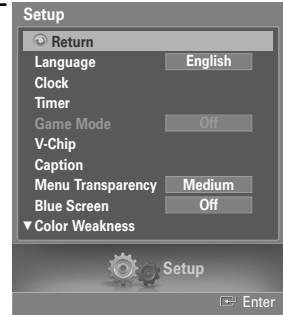 Setup
Return
Language English
Clock
Timer
Game Mode Off
V-Chip
Caption
Menu Transparency Medium
Blue Screen Off
▼ Color Weakness
Setup
Enter